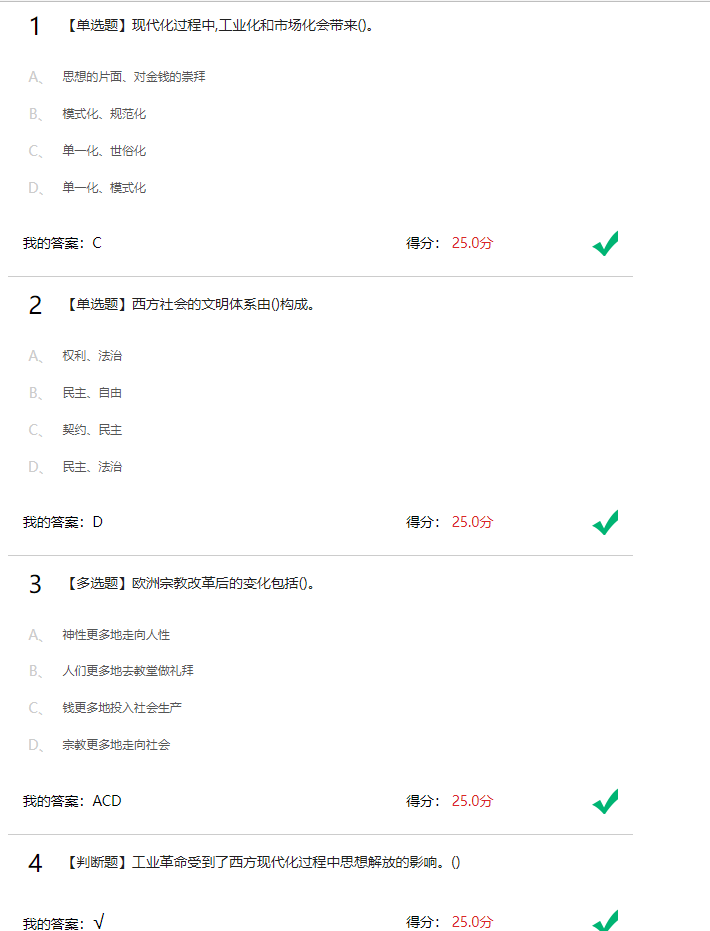 1 【单选题】现代化过程中,工业化和市场化会带来()。
A、 思想的片面、对金钱的崇拜
B、 模式化、规范化
C、 单一化、世俗化
D、 单一化、模式化
我的答案：C 得分： 25.0分
2 【单选题】西方社会的文明体系由()构成。
A、 权利、法治
B、 民主、自由
C、 契约、民主
D、 民主、法治
我的答案：D 得分： 25.0分
3 【多选题】欧洲宗教改革后的变化包括()。
A、 神性更多地走向人性
B、 人们更多地去教堂做礼拜
C、 钱更多地投入社会生产
D、 宗教更多地走向社会
我的答案：ACD 得分： 25.0分
4 【判断题】工业革命受到了西方现代化过程中思想解放的影响。()
我的答案：√ 得分： 25.0分